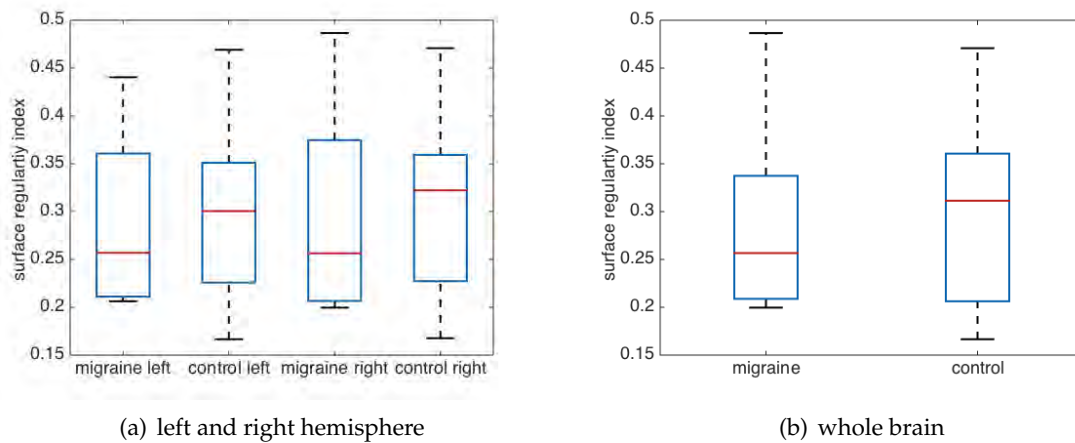 0.5
0.45
0.4
0.35
0.3
0.25
0.2
0.15
surface regulartiy index
migraine left control left migraine right control right
(a) left and right hemisphere
0.5
0.45
0.4
0.35
0.3
0.25
0.2
0.15
surface regulartiy index
migraine control
(b) whole brain